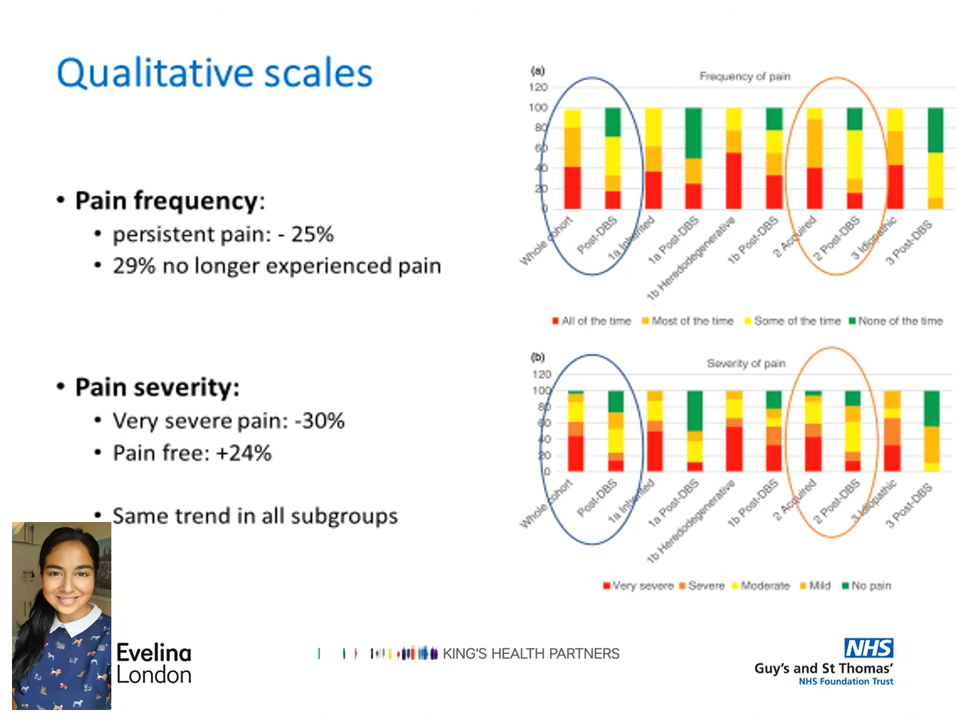 Qualitative scales
• Pain frequency:
• persistent pain: - 25%
• 29% no longer experienced pain
• Pain severity:
• Very severe pain: -30%
• Pain free: +24%
• Same trend in all subgroups
(a)
Frequency of pain
120
100
80
60
40
20
0
Whole cohort
Post-DBS
1a Inherited
1a Post-DBS
1b Heredodegenerative
1b Post-DBS
2 Acquired
2 Post-DBS
3 Idiopathic
3 Post-DBS
All of the time Most of the time Some of the time None of the time
(b)
Severity of pain
120
100
80
60
40
20
0
Whole cohort
Post-DBS
1a Inherited
1a Post-DBS
1b Heredodegenerative
1b Post-DBS
2 Acquired
2 Post-DBS
3 Idiopathic
3 Post-DBS
Very severe Severe Moderate Mild No pain
Evelina
London
KING'S HEALTH PARTNERS
NHS
Guy's and St Thomas'
NHS Foundation Trust